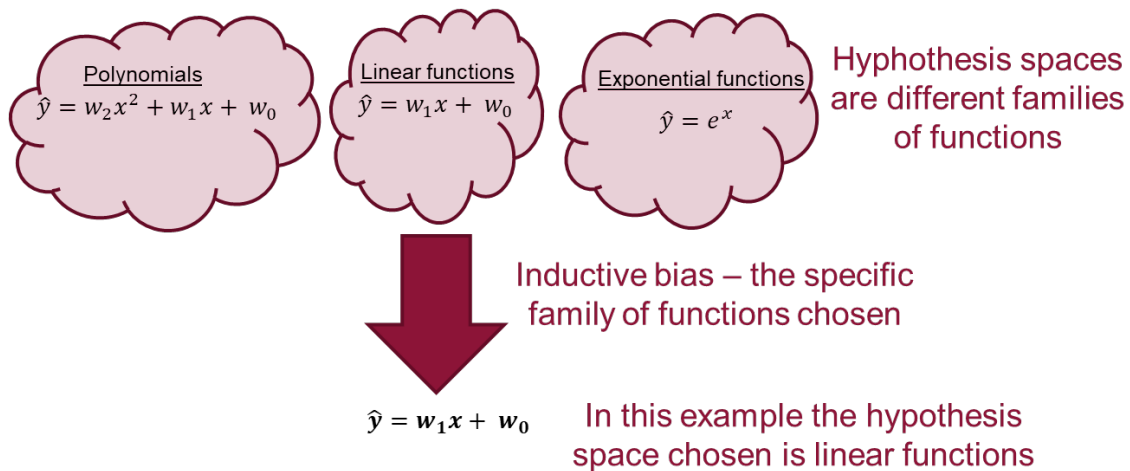 Polynomials
ŷ = w₂x² + w₁x + w₀
Linear functions
ŷ = w₁x + w₀
Exponential functions
ŷ = eˣ
Hyphothesis spaces
are different families
of functions
Inductive bias – the specific
family of functions chosen
ŷ = w₁x + w₀
In this example the hypothesis
space chosen is linear functions